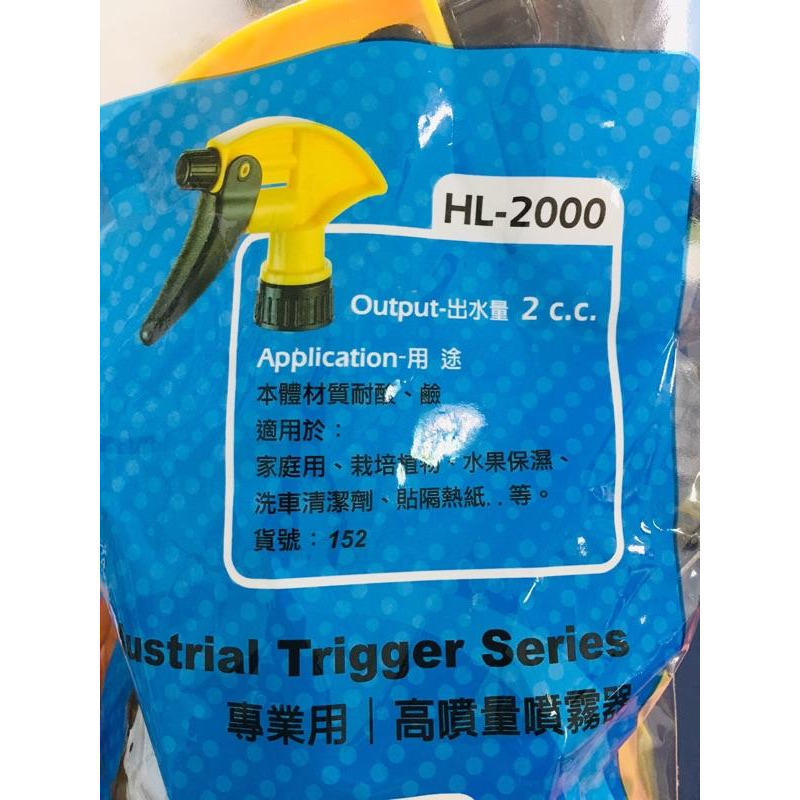 HL-2000
Output-出水量 2 c.c.
Application-用 途
本體材質耐酸、鹼
適用於：
家庭用、栽培植物、水果保濕、
洗車清潔劑、貼隔熱紙..等。
貨號：152
ustrial Trigger Series
專業用｜高噴量噴霧器